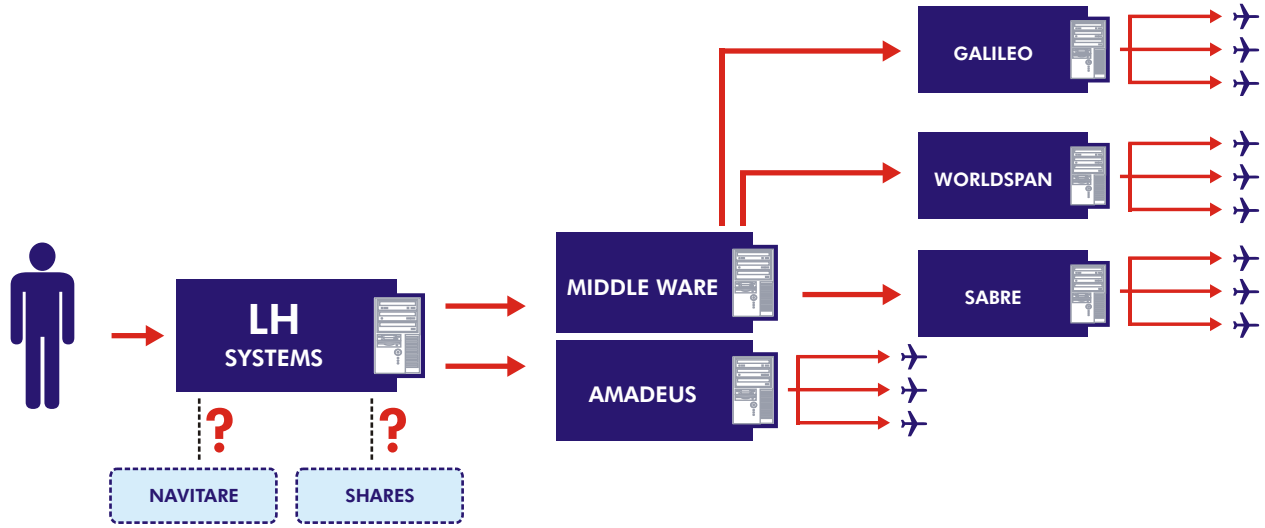 GALILEO
WORLDSPAN
SABRE
MIDDLE WARE
AMADEUS
LH
SYSTEMS
?
?
NAVITARE
SHARES